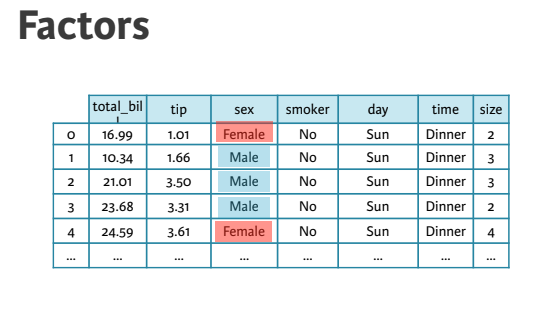 Factors
total_bil
l
tip sex smoker day time size
0 16.99 1.01 Female No Sun Dinner 2
1 10.34 1.66 Male No Sun Dinner 3
2 21.01 3.50 Male No Sun Dinner 3
3 23.68 3.31 Male No Sun Dinner 2
4 24.59 3.61 Female No Sun Dinner 4
... ... ... ... ... ... ... ...